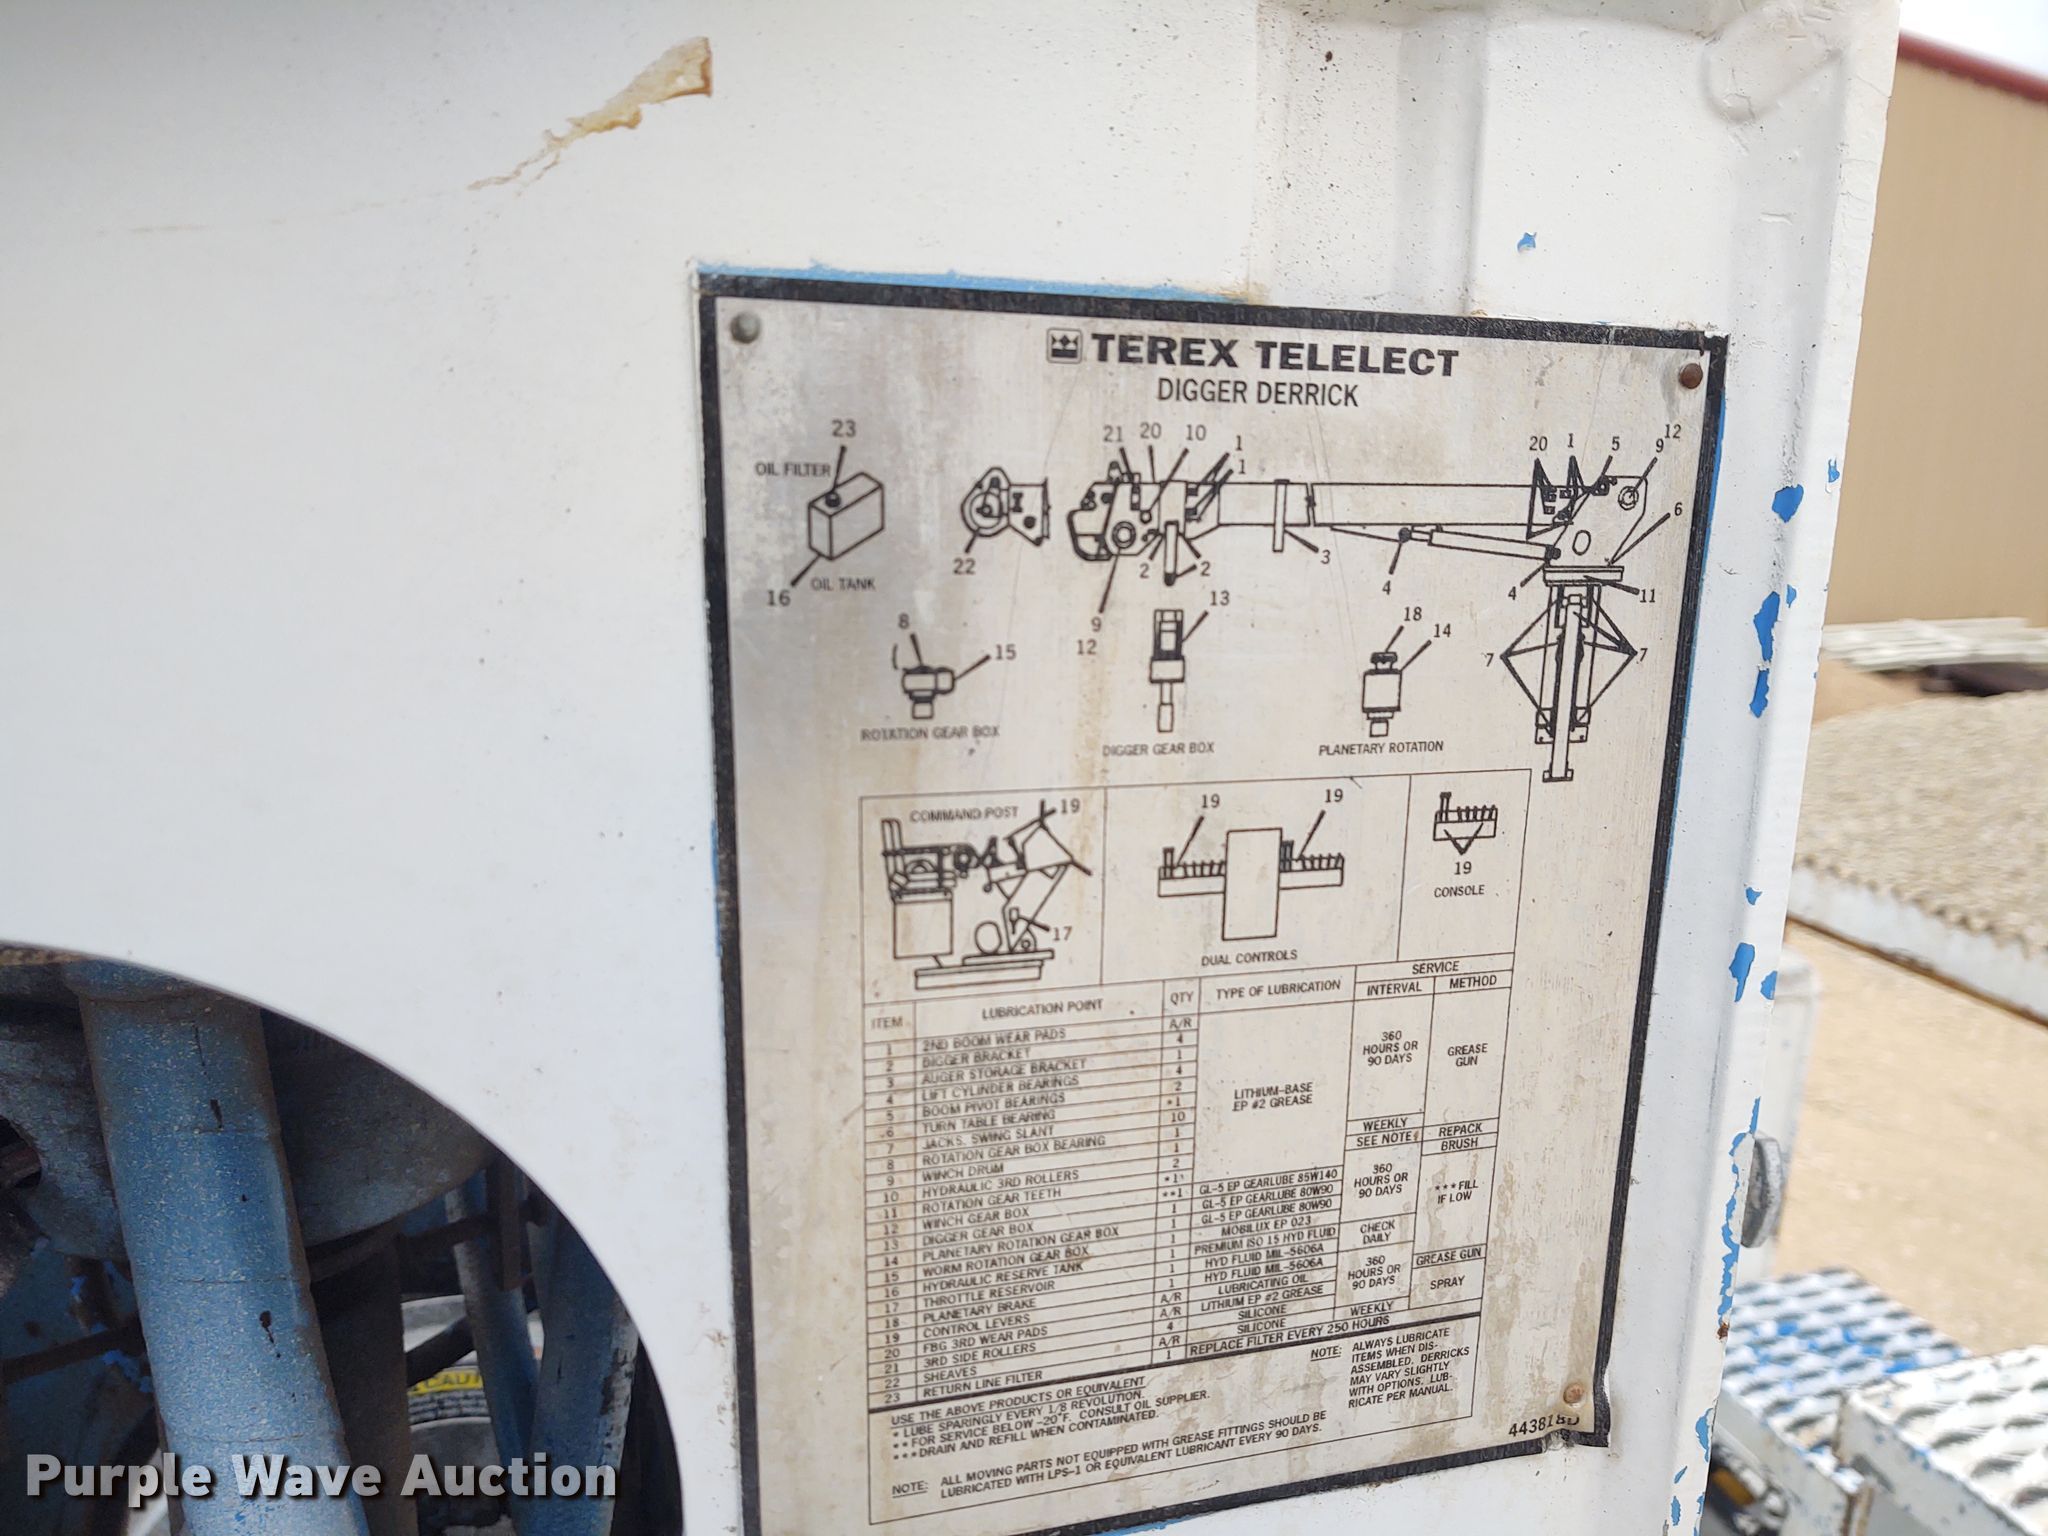 TEREX TELELECT
DIGGER DERRICK
23
OIL FILTER
16
OIL TANK
21 20 10 1
1
22
9
12
2 2
3
4
20 1 5 9 12
6
4
11
7 7
8
15
ROTATION GEAR BOX
13
DIGGER GEAR BOX
18
14
PLANETARY ROTATION
COMMAND POST
19
17
19 19
DUAL CONTROLS
19
CONSOLE
ITEM LUBRICATION POINT QTY TYPE OF LUBRICATION SERVICE
INTERVAL METHOD
1 2ND BOOM WEAR PADS A/R
2 DIGGER BRACKET 4
3 AUGER STORAGE BRACKET 1
4 LIFT CYLINDER BEARINGS 4
5 BOOM PIVOT BEARINGS 2
6 TURN TABLE BEARING *1
7 JACKS, SWING SLANT 10
8 ROTATION GEAR BOX BEARING 1
9 WINCH DRUM 1
10 HYDRAULIC 3RD ROLLERS 2
11 ROTATION GEAR TEETH *1
12 WINCH GEAR BOX **1
13 DIGGER GEAR BOX 1
14 PLANETARY ROTATION GEAR BOX 1
15 WORM ROTATION GEAR BOX 1
16 HYDRAULIC RESERVE TANK 1
17 THROTTLE RESERVOIR 1
18 PLANETARY BRAKE 1
19 CONTROL LEVERS A/R
20 FBG 3RD WEAR PADS A/R
21 3RD SIDE ROLLERS 4
22 SHEAVES A/R
23 RETURN LINE FILTER 1
LITHIUM-BASE
EP #2 GREASE
GL-5 EP GEARLUBE 85W140
GL-5 EP GEARLUBE 80W90
GL-5 EP GEARLUBE 80W90
MOBILUX EP 023
PREMIUM ISO 15 HYD FLUID
HYD FLUID MIL-5606A
HYD FLUID MIL-5606A
LUBRICATING OIL
LITHIUM EP #2 GREASE
SILICONE
SILICONE
REPLACE FILTER EVERY 250 HOURS
360
HOURS OR
90 DAYS
WEEKLY
SEE NOTE
360
HOURS OR
90 DAYS
CHECK
DAILY
360
HOURS OR
90 DAYS
WEEKLY
GREASE
GUN
REPACK
BRUSH
***FILL
IF LOW
GREASE GUN
SPRAY
USE THE ABOVE PRODUCTS OR EQUIVALENT
* LUBE SPARINGLY EVERY 1/8 REVOLUTION.
**FOR SERVICE BELOW -20°F. CONSULT OIL SUPPLIER.
***DRAIN AND REFILL WHEN CONTAMINATED.
NOTE: ALWAYS LUBRICATE
ITEMS WHEN DIS-
ASSEMBLED. DERRICKS
MAY VARY SLIGHTLY
WITH OPTIONS. LUB-
RICATE PER MANUAL.
NOTE: ALL MOVING PARTS NOT EQUIPPED WITH GREASE FITTINGS SHOULD BE
LUBRICATED WITH LPS-1 OR EQUIVALENT LUBRICANT EVERY 90 DAYS.
443818D
CAUTI
Purple Wave Auction